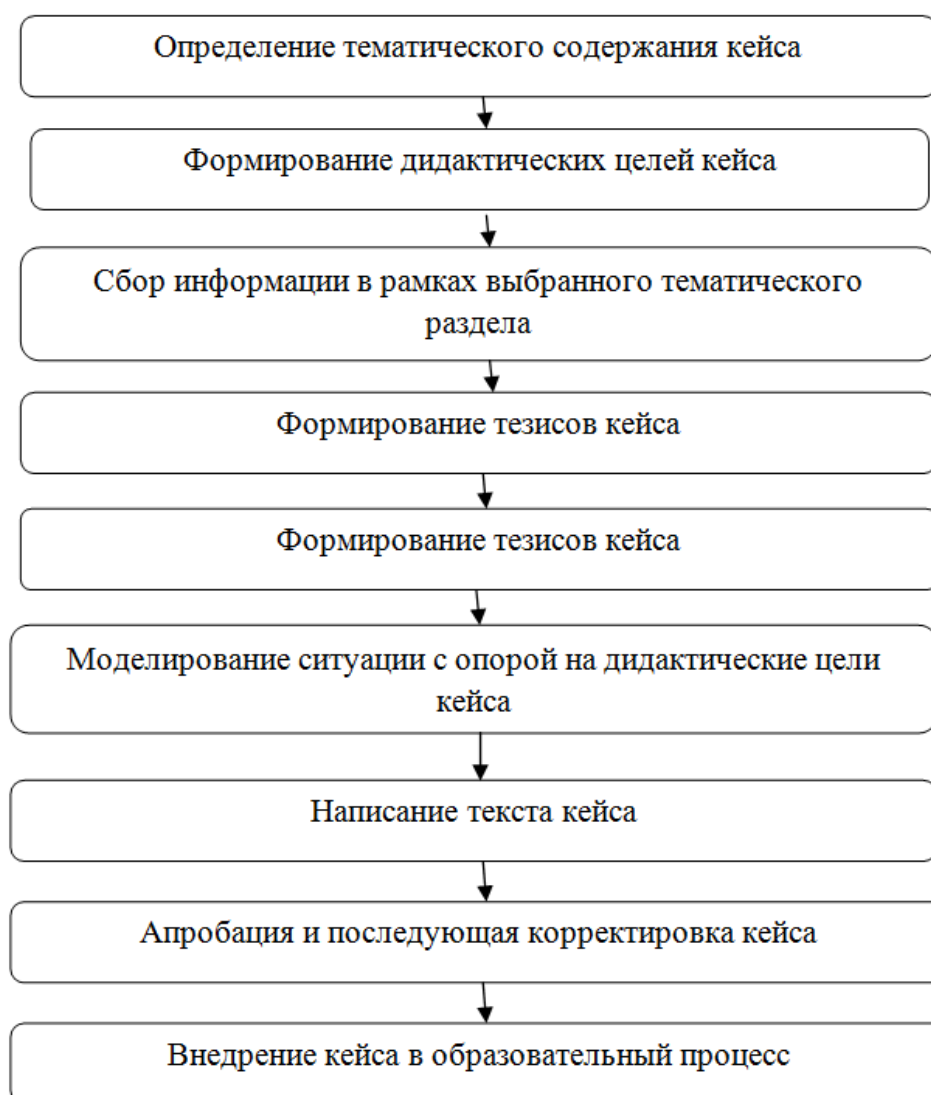 Определение тематического содержания кейса
Формирование дидактических целей кейса
Сбор информации в рамках выбранного тематического
раздела
Формирование тезисов кейса
Формирование тезисов кейса
Моделирование ситуации с опорой на дидактические цели
кейса
Написание текста кейса
Апробация и последующая корректировка кейса
Внедрение кейса в образовательный процесс